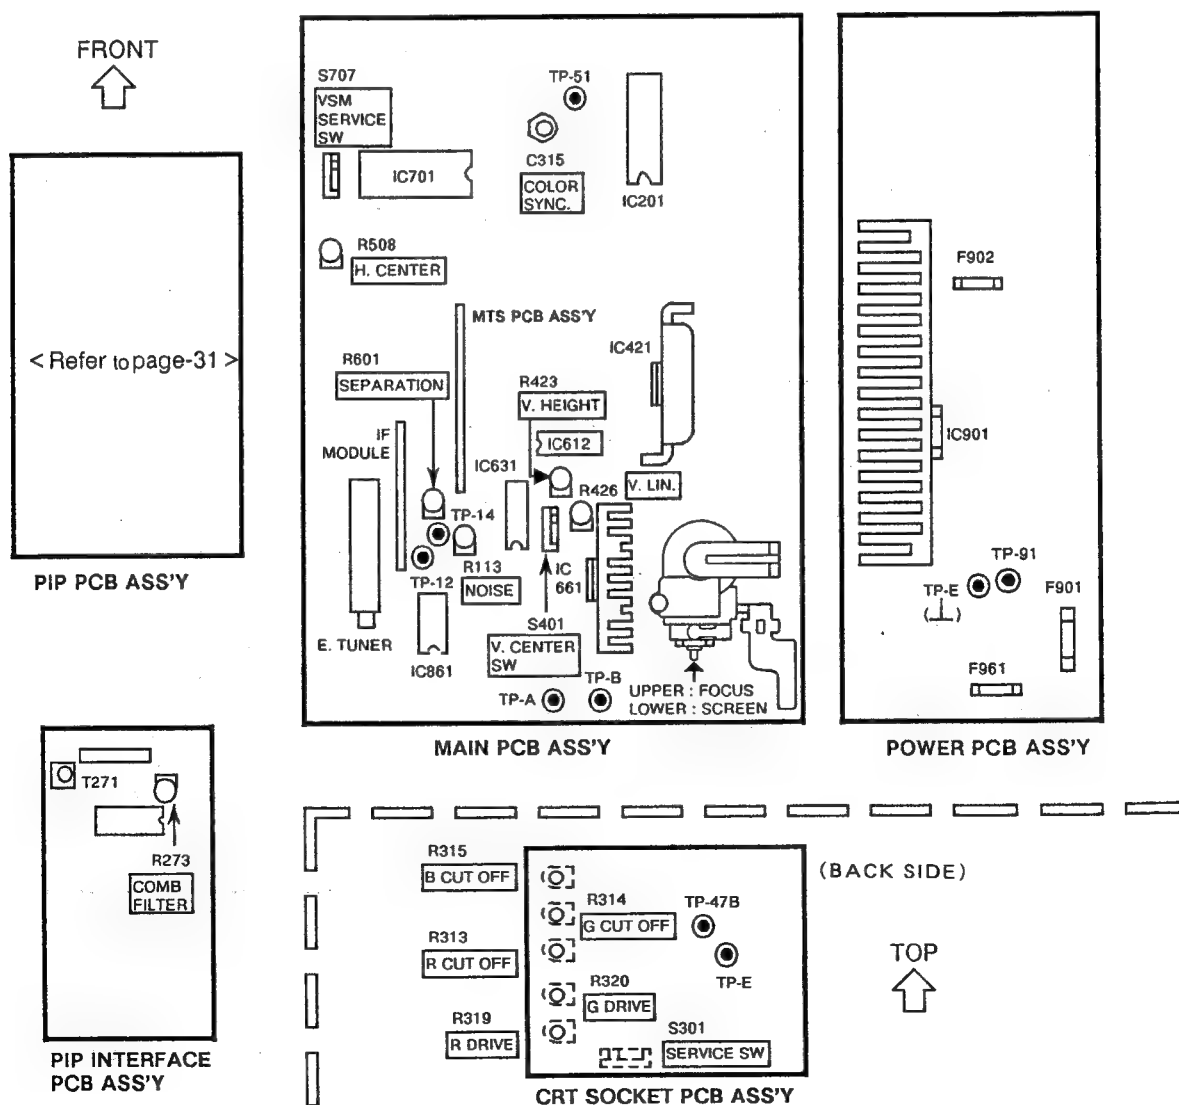 FRONT
< Refer to page-31 >
PIP PCB ASS'Y
S707
VSM
SERVICE
SW
IC701
TP-51
C315
COLOR
SYNC.
IC201
R508
H. CENTER
MTS PCB ASS'Y
R601
SEPARATION
IC421
R423
V. HEIGHT
IF
MODULE
IC612
IC631
R426
V. LIN.
TP-14
TP-12
R113
NOISE
IC
661
E. TUNER
IC861
S401
V. CENTER
SW
TP-A
TP-B
UPPER : FOCUS
LOWER : SCREEN
MAIN PCB ASS'Y
F902
IC901
TP-91
TP-E
F901
F961
POWER PCB ASS'Y
T271
R273
COMB
FILTER
PIP INTERFACE
PCB ASS'Y
R315
B CUT OFF
R314
G CUT OFF
TP-47B
R313
R CUT OFF
TP-E
R320
G DRIVE
R319
R DRIVE
S301
SERVICE SW
CRT SOCKET PCB ASS'Y
(BACK SIDE)
TOP